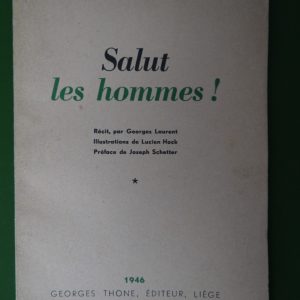 Salut
les hommes !
Récit, par Georges Laurent
Illustrations de Lucien Hock
Préface de Joseph Schetter
*
1946
GEORGES THONE, ÉDITEUR, LIÈGE